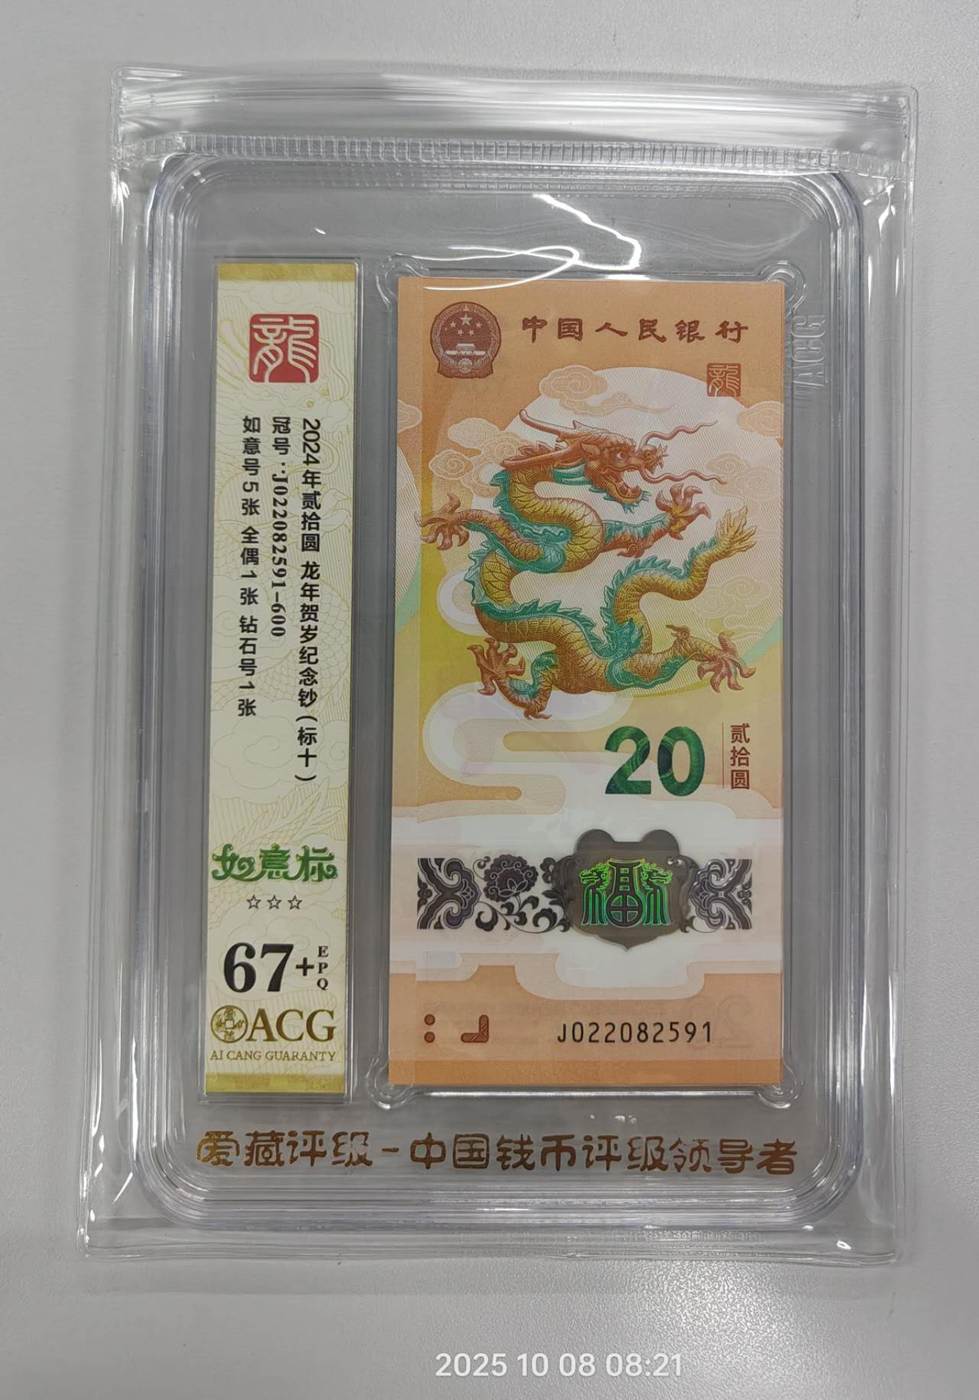 龍
2024年贰拾圆 龙年贺岁纪念钞（标十）
冠号：J022082591-600
如意号5张 全偶1张 钻石号1张
如意标
☆☆☆
67+EPQ
ACG
AI CANG GUARANTY
中国人民银行
龍
20
贰拾圆
福
J022082591
ACG
爱藏评级-中国钱币评级领导者
2025 10 08 08:21